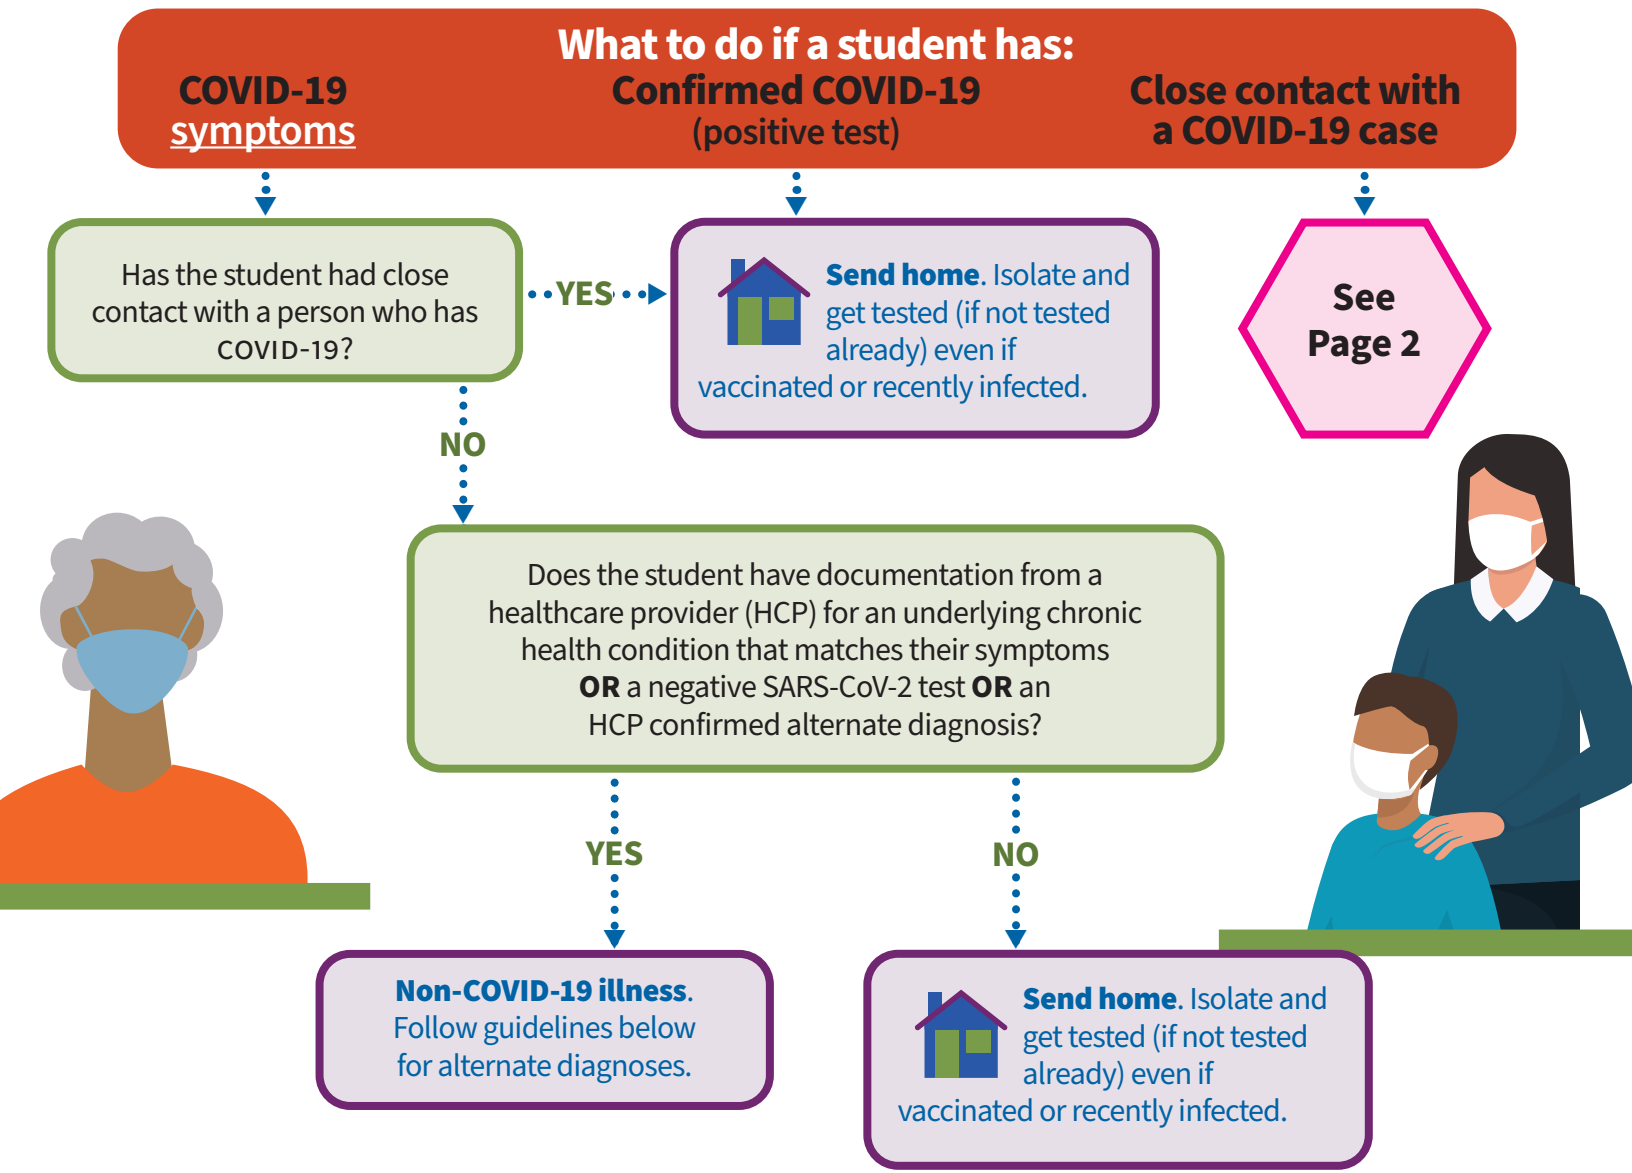 What to do if a student has:
COVID-19
symptoms
Confirmed COVID-19
(positive test)
Close contact with
a COVID-19 case
Has the student had close
contact with a person who has
COVID-19?
YES
Send home. Isolate and
get tested (if not tested
already) even if
vaccinated or recently infected.
See
Page 2
NO
Does the student have documentation from a
healthcare provider (HCP) for an underlying chronic
health condition that matches their symptoms
OR a negative SARS-CoV-2 test OR an
HCP confirmed alternate diagnosis?
YES
NO
Non-COVID-19 illness.
Follow guidelines below
for alternate diagnoses.
Send home. Isolate and
get tested (if not tested
already) even if
vaccinated or recently infected.